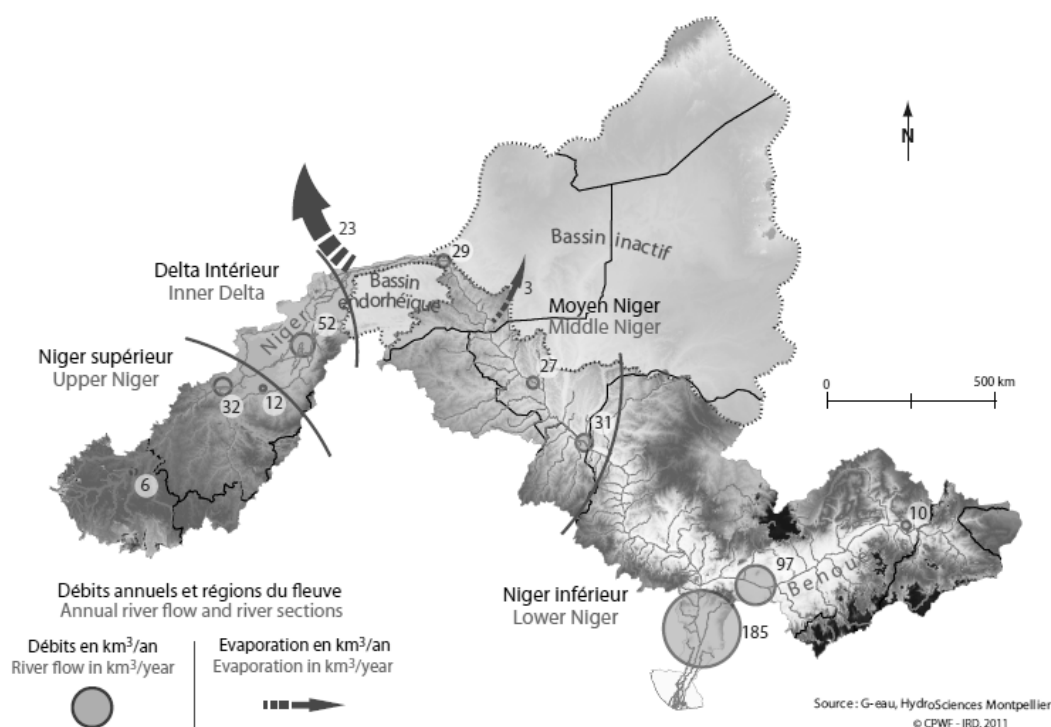 N
23
29
Delta Intérieur
Inner Delta
Bassin inactif
Bassin
endorhéïque
3
Moyen Niger
Middle Niger
52
Niger
Niger supérieur
Upper Niger
27
0
500 km
32
12
31
6
10
97
Benoué
Débits annuels et régions du fleuve
Annual river flow and river sections
Niger inférieur
Lower Niger
185
Débits en km³/an
River flow in km³/year
Evaporation en km³/an
Evaporation in km³/year
Source : G-eau, HydroSciences Montpellier
© CPWF - IRD, 2011